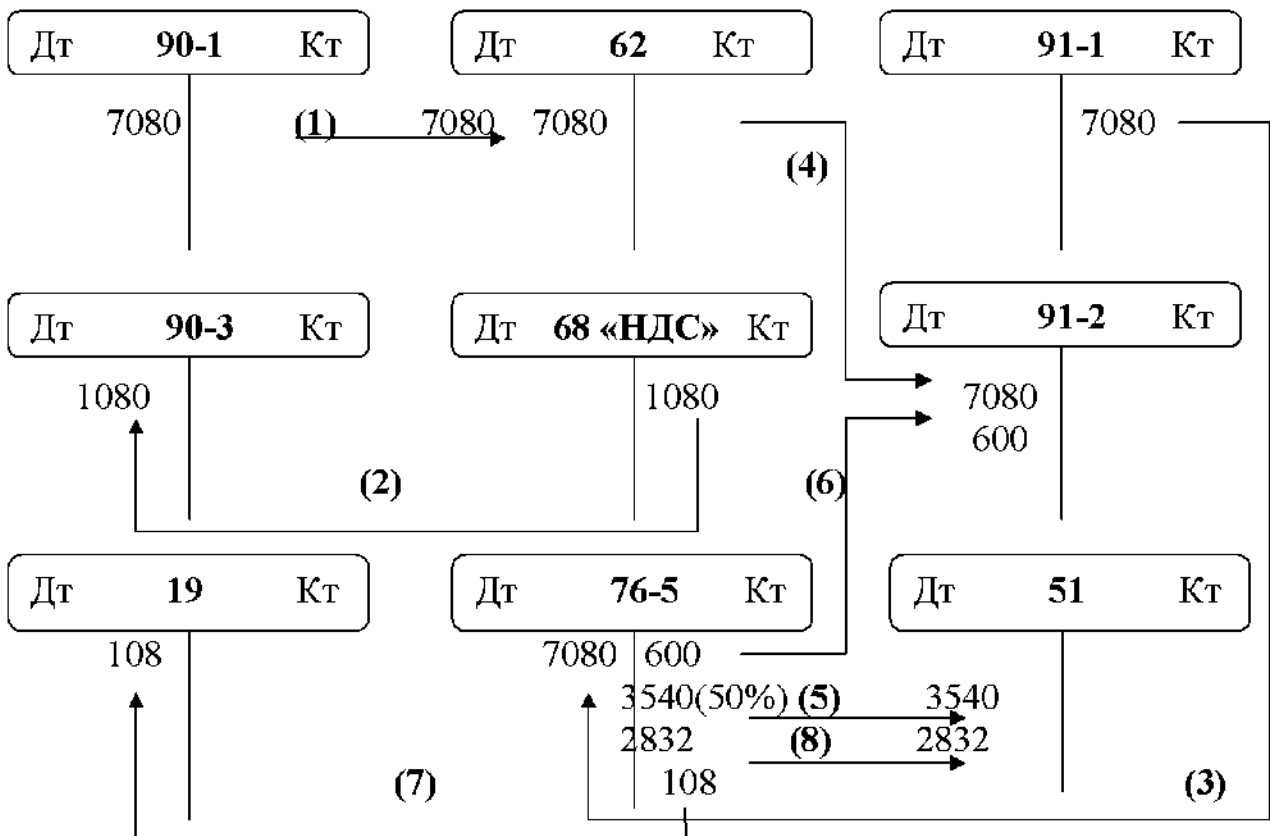 Дт 90-1 Кт
Дт 62 Кт
Дт 91-1 Кт
7080 (1) 7080 7080
7080
(4)
Дт 90-3 Кт
Дт 68 «НДС» Кт
Дт 91-2 Кт
1080
1080
7080
600
(2)
(6)
Дт 19 Кт
Дт 76-5 Кт
Дт 51 Кт
108
7080 600
3540(50%) (5) 3540
2832 (8) 2832
108
(7)
(3)